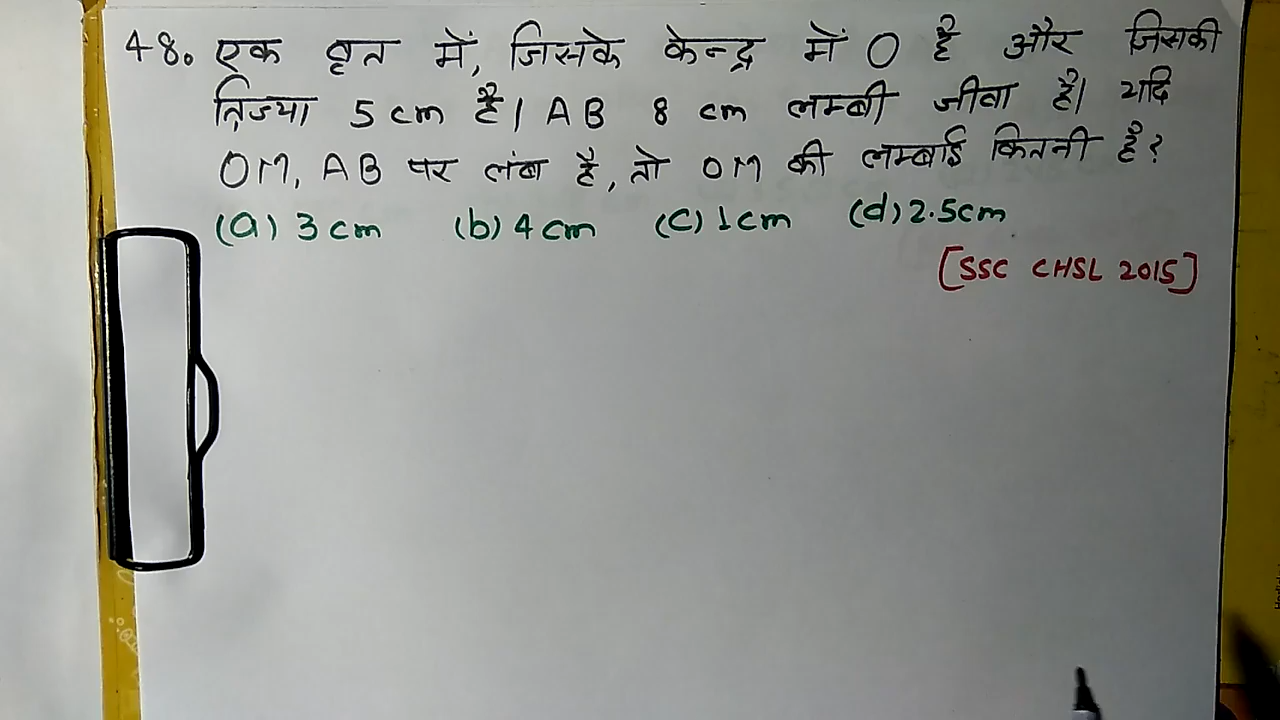 48. एक वृत में, जिसके केन्द्र में O है और जिसकी
त्रिज्या 5 cm है। AB 8 cm लम्बी जीवा है। यदि
OM, AB पर लंब है, तो OM की लम्बाई कितनी है?
(a) 3 cm (b) 4 cm (c) 1 cm (d) 2.5 cm
[SSC CHSL 2015]